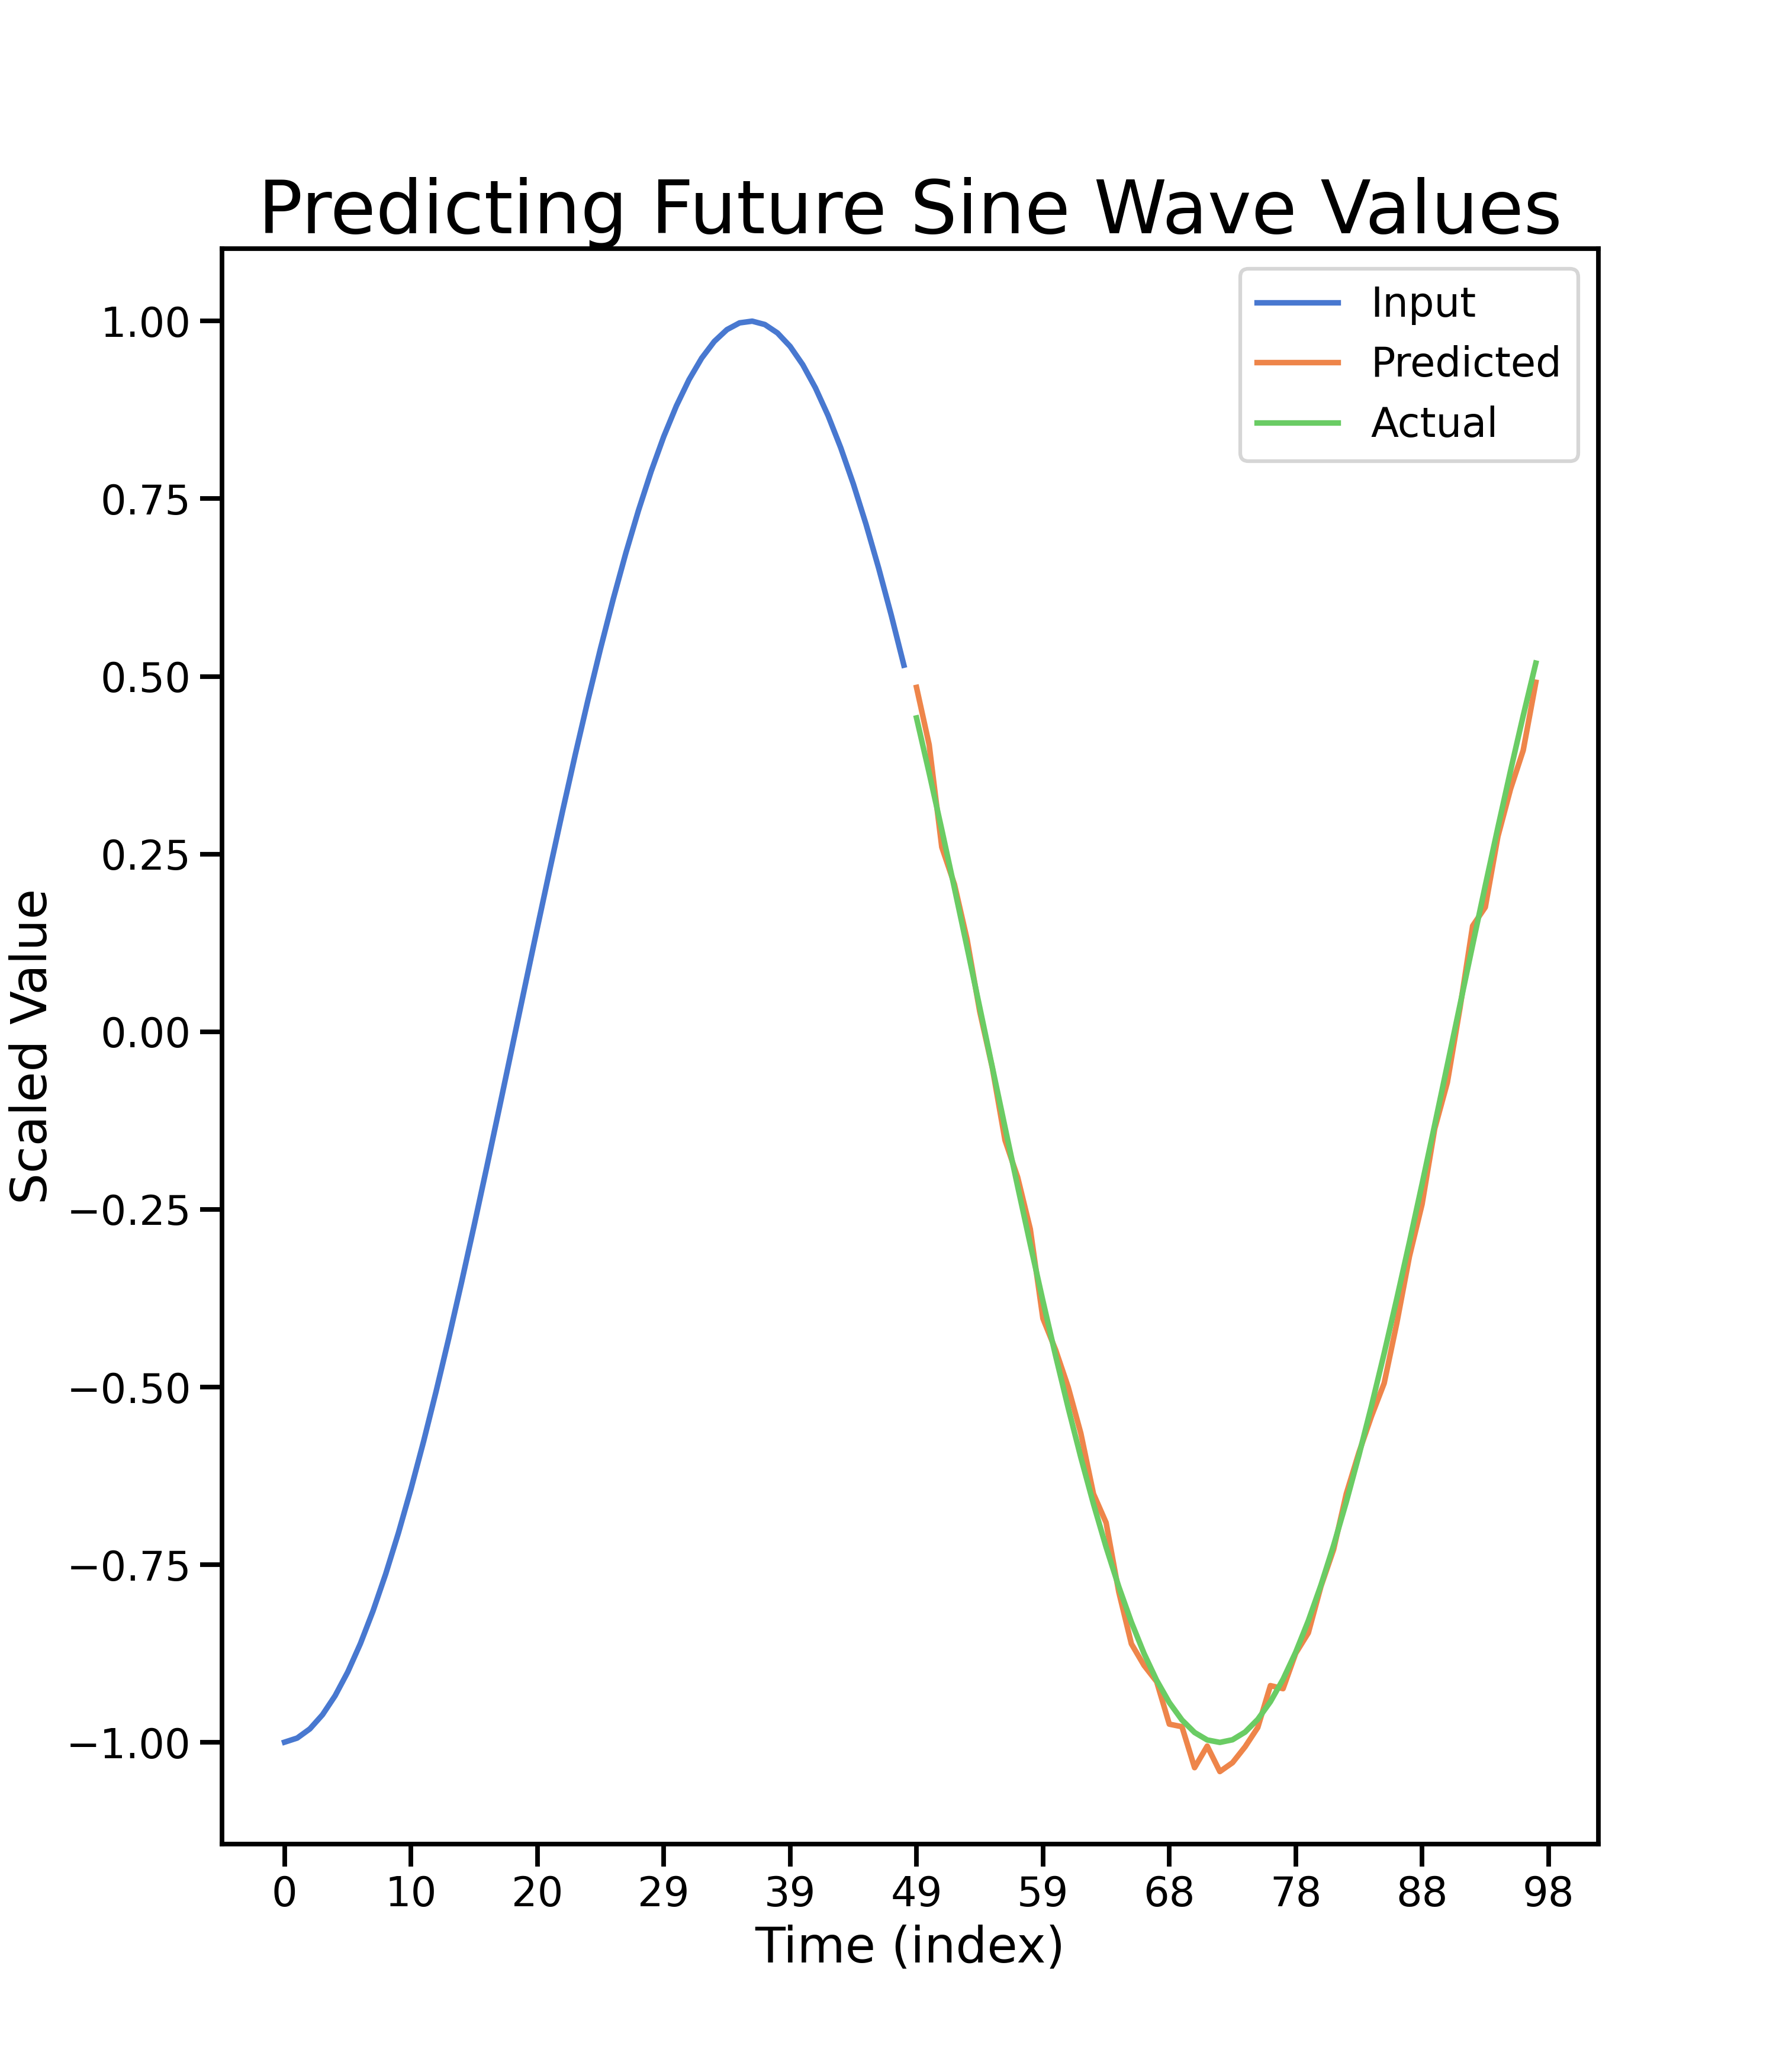 Predicting Future Sine Wave Values
Input
Predicted
Actual
Scaled Value
1.00
0.75
0.50
0.25
0.00
−0.25
−0.50
−0.75
−1.00
0 10 20 29 39 49 59 68 78 88 98
Time (index)